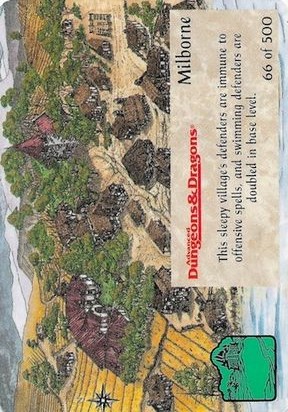 Advanced
Dungeons & Dragons®
Milborne
This sleepy village's defenders are immune to
offensive spells, and swimming defenders are
doubled in base level.
66 of 500